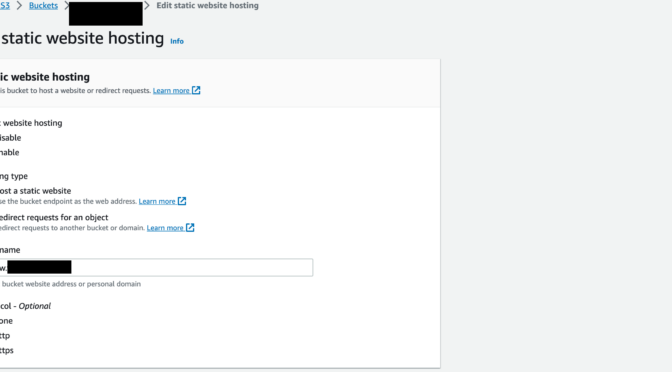 S3 > Buckets > > Edit static website hosting
static website hosting Info
ic website hosting
is bucket to host a website or redirect requests. Learn more
t website hosting
isable
nable
ng type
ost a static website
se the bucket endpoint as the web address. Learn more
edirect requests for an object
edirect requests to another bucket or domain. Learn more
name
w.
bucket website address or personal domain
col - Optional
one
ttp
ttps